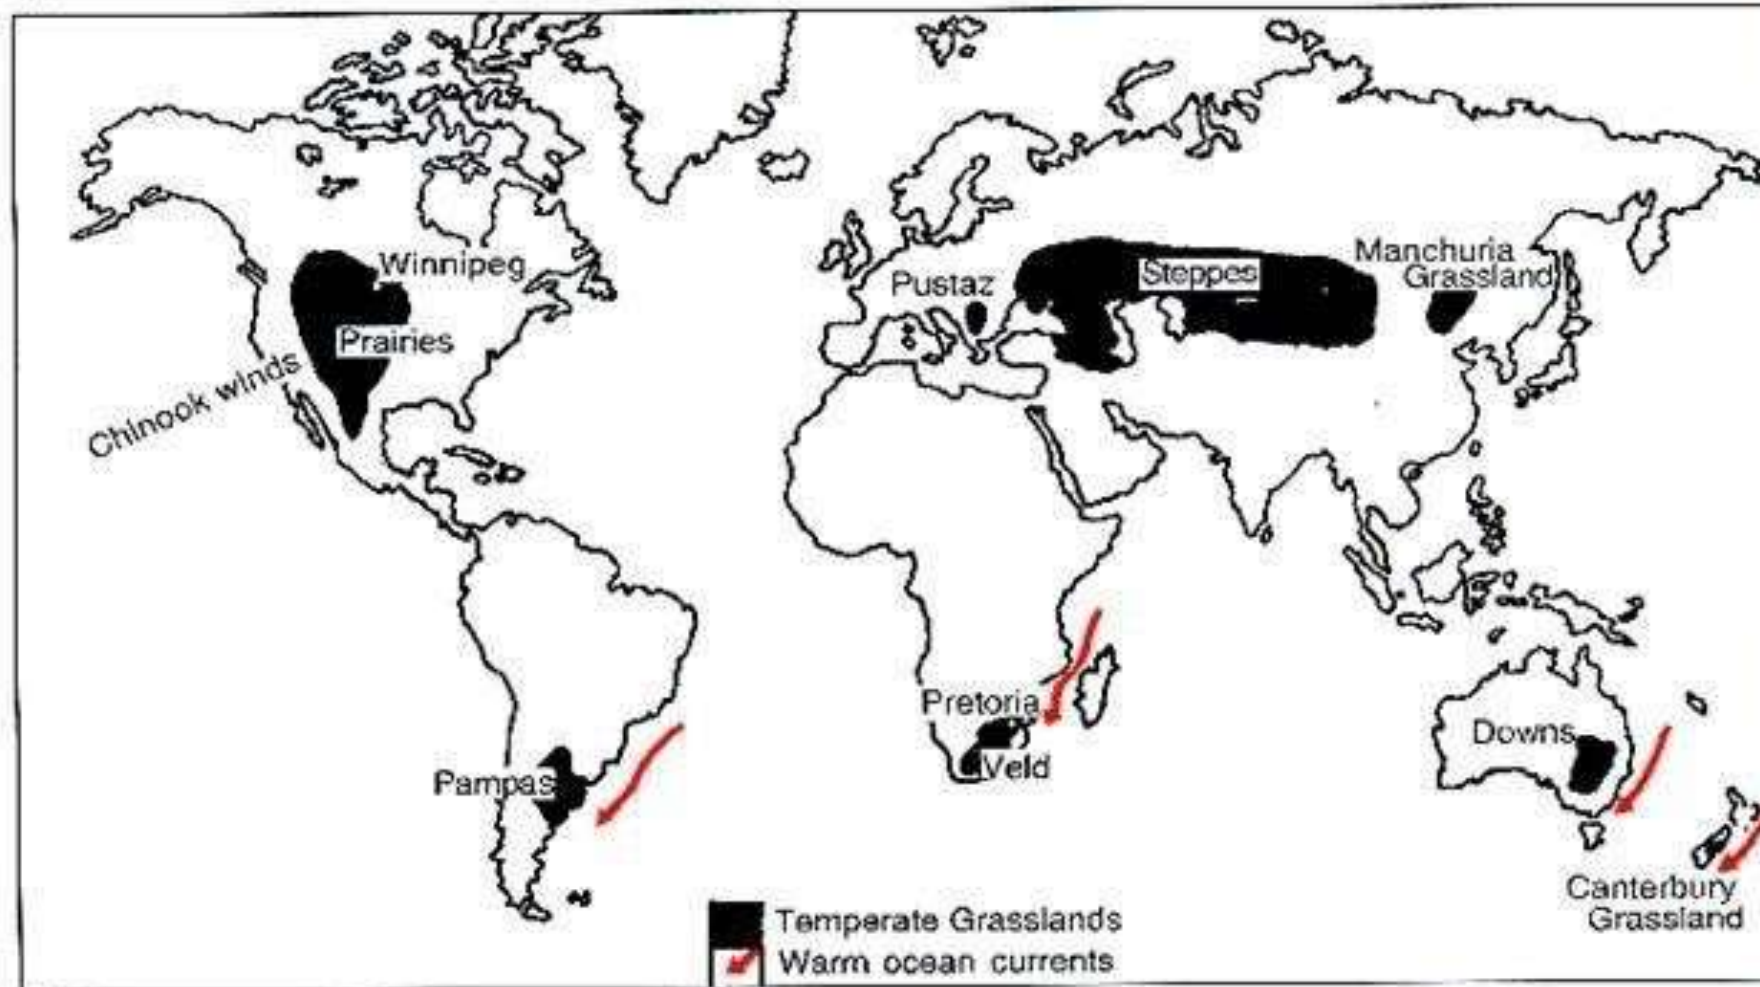 Winnipeg
Prairies
Chinook winds
Pustaz
Steppes
Manchuria
Grassland
Pampas
Pretoria
Veld
Downs
Canterbury
Grassland
Temperate Grasslands
Warm ocean currents